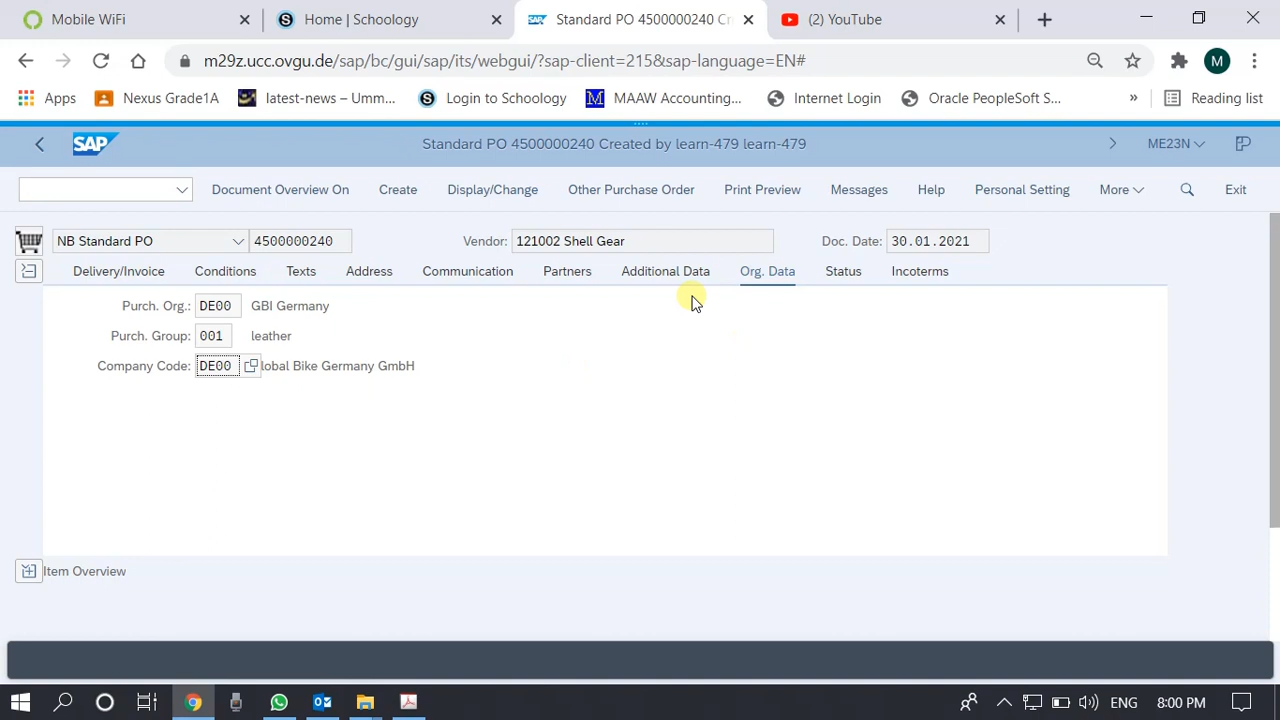 Mobile WiFi
Home | Schoology
Standard PO 4500000240 Cr
(2) YouTube
m29z.ucc.ovgu.de/sap/bc/gui/sap/its/webgui/?sap-client=215&sap-language=EN#
M
Apps
Nexus Grade1A
latest-news – Umm...
Login to Schoology
MAAW Accounting...
Internet Login
Oracle PeopleSoft S...
»
Reading list
SAP
Standard PO 4500000240 Created by learn-479 learn-479
ME23N
Document Overview On
Create
Display/Change
Other Purchase Order
Print Preview
Messages
Help
Personal Setting
More
Exit
NB Standard PO
4500000240
Vendor:
121002 Shell Gear
Doc. Date:
30.01.2021
Delivery/Invoice
Conditions
Texts
Address
Communication
Partners
Additional Data
Org. Data
Status
Incoterms
Purch. Org.: DE00 GBI Germany
Purch. Group: 001 leather
Company Code: DE00 lobal Bike Germany GmbH
Item Overview
ENG
8:00 PM